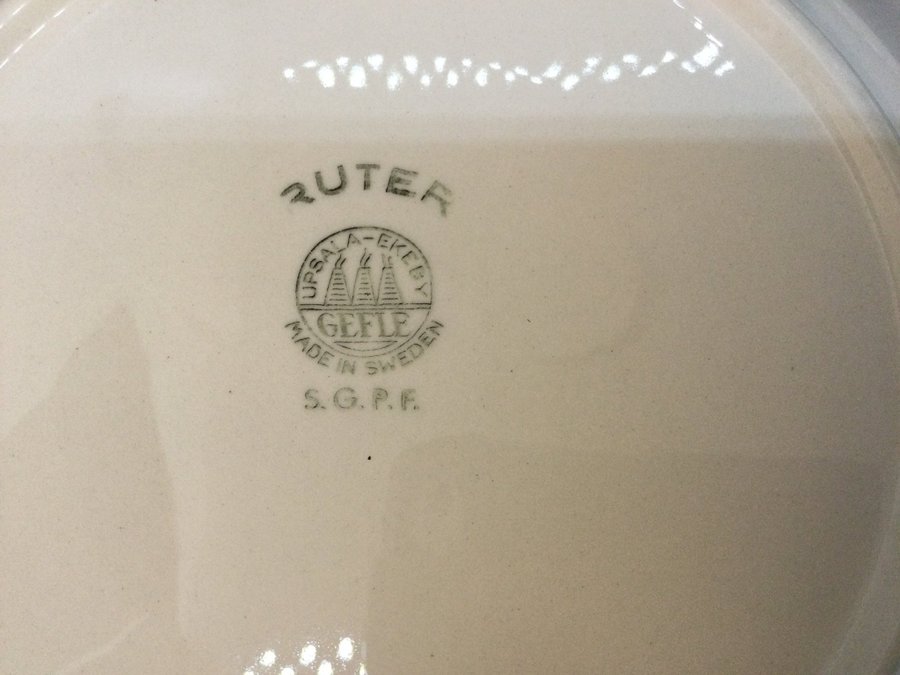 RUTER
UPSALA-EKEBY
GEFLE
MADE IN SWEDEN
S.G.P.F.